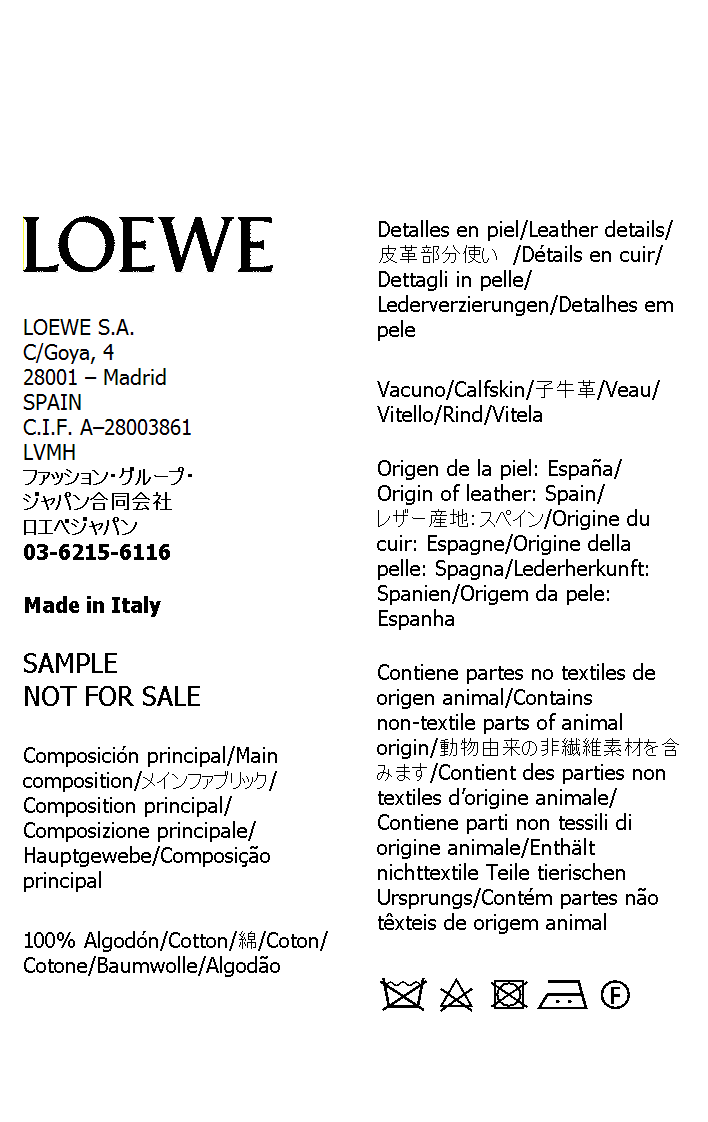 LOEWE
LOEWE S.A.
C/Goya, 4
28001 – Madrid
SPAIN
C.I.F. A–28003861
LVMH
ファッション・グループ・
ジャパン合同会社
ロエベジャパン
03-6215-6116
Made in Italy
SAMPLE
NOT FOR SALE
Composición principal/Main
composition/メインファブリック/
Composition principal/
Composizione principale/
Hauptgewebe/Composição
principal
100% Algodón/Cotton/綿/Coton/
Cotone/Baumwolle/Algodão
Detalles en piel/Leather details/
皮革部分使い /Détails en cuir/
Dettagli in pelle/
Lederverzierungen/Detalhes em
pele
Vacuno/Calfskin/子牛革/Veau/
Vitello/Rind/Vitela
Origen de la piel: España/
Origin of leather: Spain/
レザー産地：スペイン/Origine du
cuir: Espagne/Origine della
pelle: Spagna/Lederherkunft:
Spanien/Origem da pele:
Espanha
Contiene partes no textiles de
origen animal/Contains
non-textile parts of animal
origin/動物由来の非繊維素材を含
みます/Contient des parties non
textiles d’origine animale/
Contiene parti non tessili di
origine animale/Enthält
nichttextile Teile tierischen
Ursprungs/Contém partes não
têxteis de origem animal
F